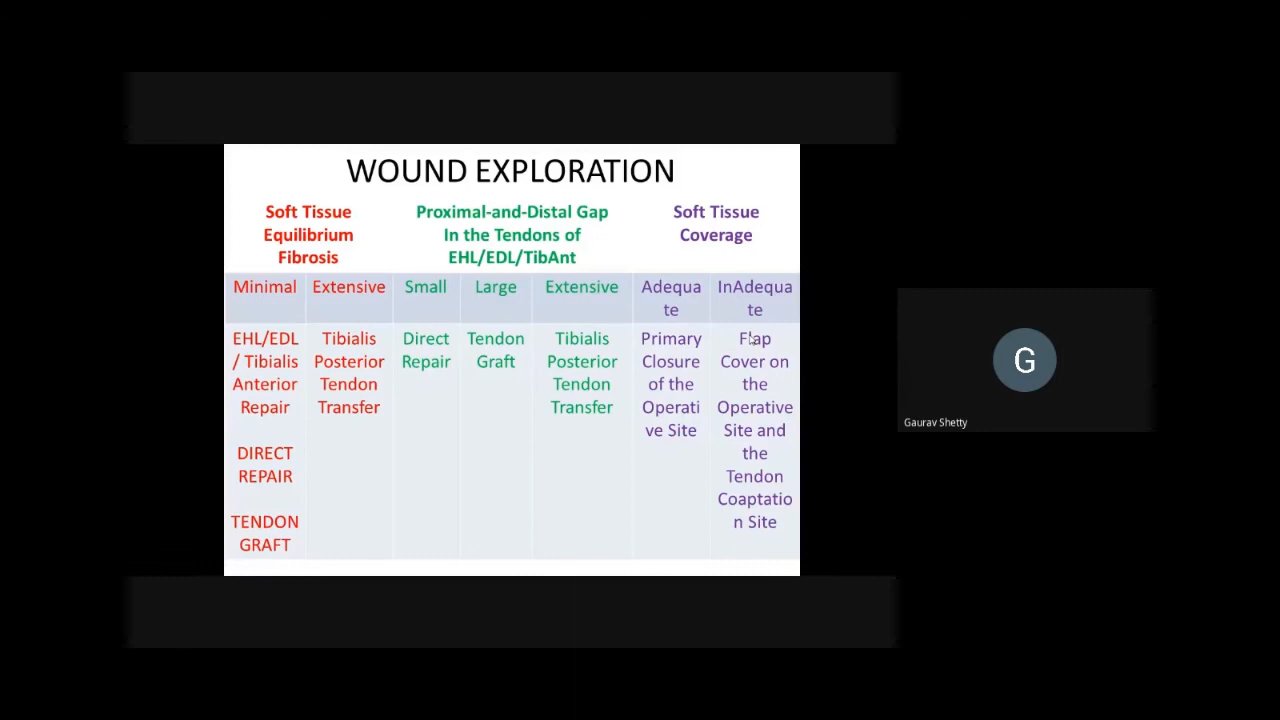 WOUND EXPLORATION
Soft Tissue
Equilibrium
Fibrosis
Proximal-and-Distal Gap
In the Tendons of
EHL/EDL/TibAnt
Soft Tissue
Coverage
Minimal
Extensive
Small
Large
Extensive
Adequa
te
InAdequa
te
EHL/EDL
/ Tibialis
Anterior
Repair
DIRECT
REPAIR
TENDON
GRAFT
Tibialis
Posterior
Tendon
Transfer
Direct
Repair
Tendon
Graft
Tibialis
Posterior
Tendon
Transfer
Primary
Closure
of the
Operati
ve Site
Flap
Cover on
the
Operative
Site and
the
Tendon
Coaptatio
n Site
G
Gaurav Shetty